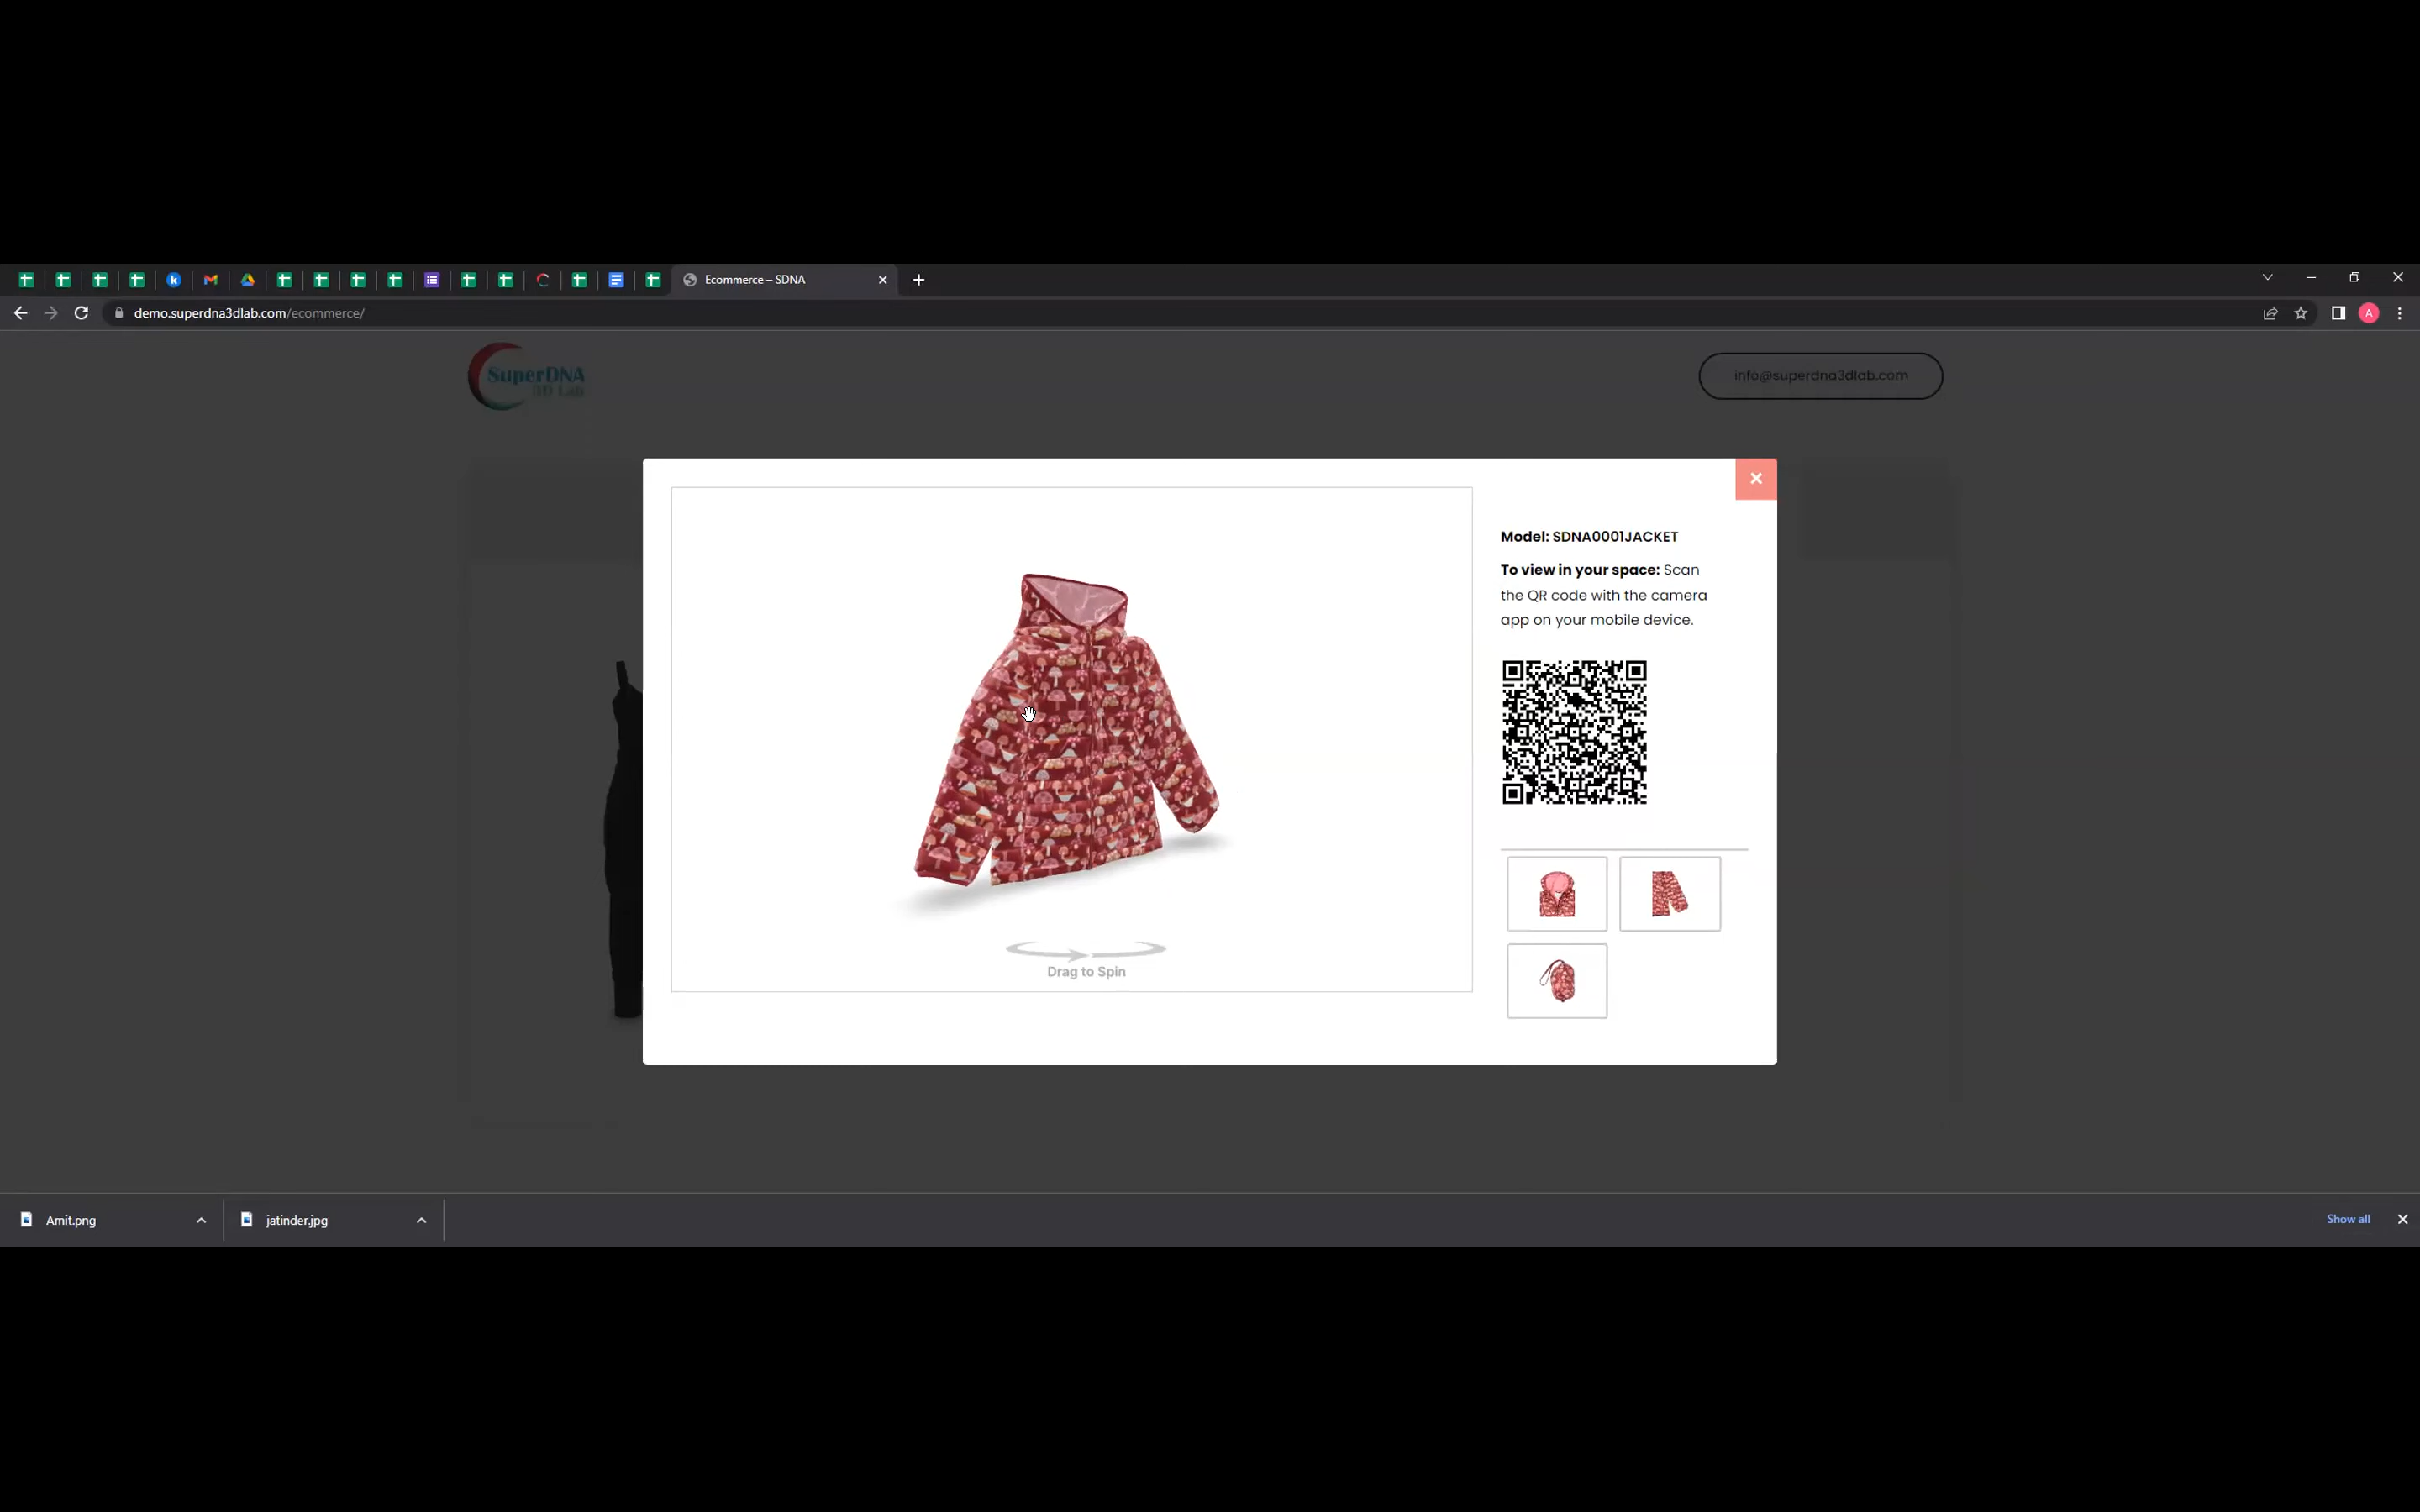 Ecommerce – SDNA
demo.superdna3dlab.com/ecommerce/
A
SuperDNA
3D Lab
info@superdna3dlab.com
Model: SDNA0001JACKET
To view in your space: Scan
the QR code with the camera
app on your mobile device.
Drag to Spin
Amit.png
jatinder.jpg
Show all